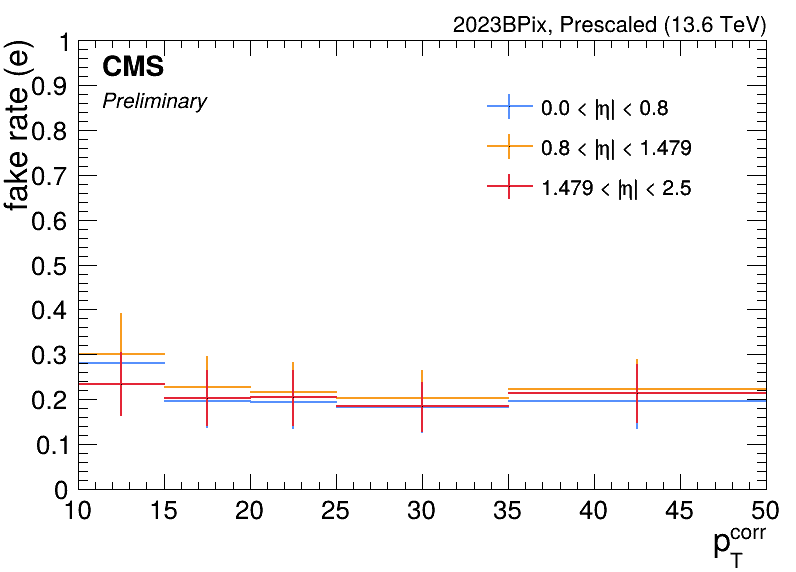 2023BPix, Prescaled (13.6 TeV)
CMS
Preliminary
fake rate (e)
1
0.9
0.8
0.7
0.6
0.5
0.4
0.3
0.2
0.1
0
0.0 < |η| < 0.8
0.8 < |η| < 1.479
1.479 < |η| < 2.5
10 15 20 25 30 35 40 45 50
p_T^corr